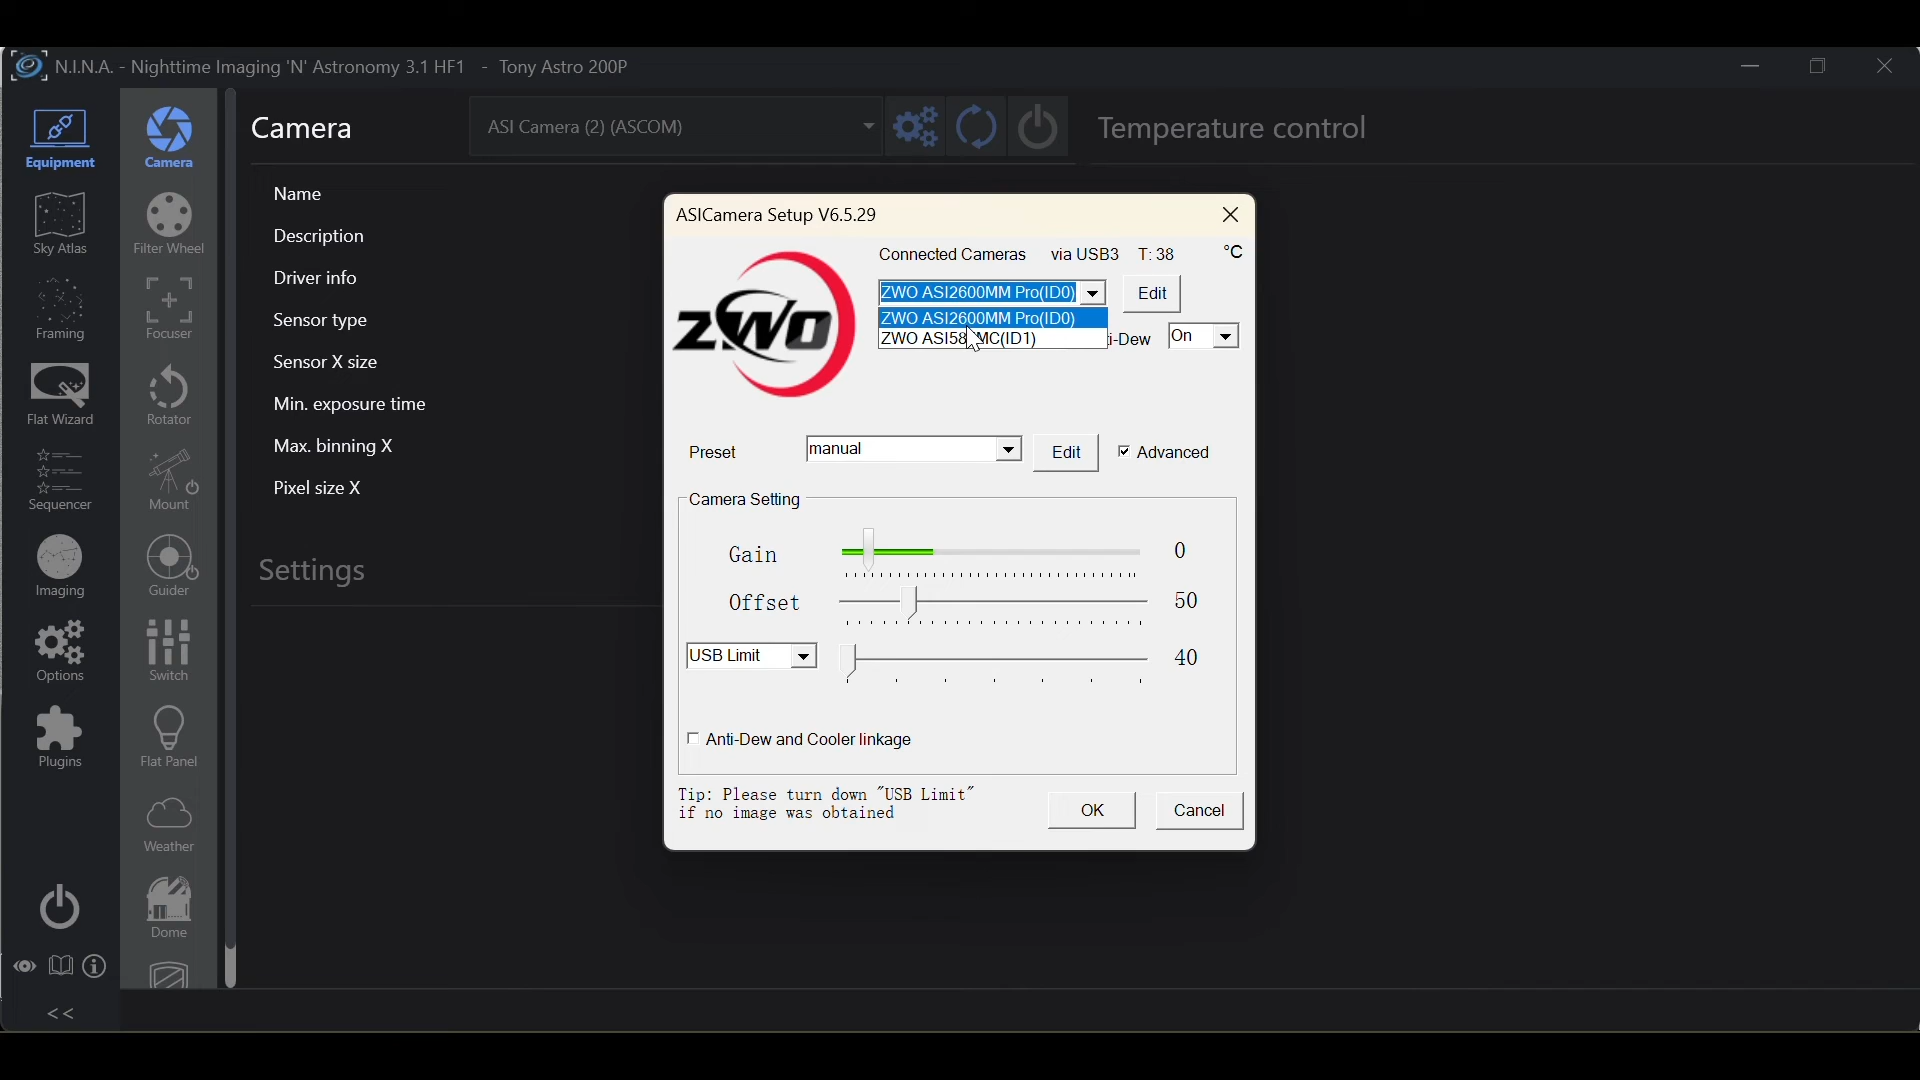 N.I.N.A. - Nighttime Imaging 'N' Astronomy 3.1 HF1 - Tony Astro 200P
Equipment
Sky Atlas
Framing
Flat Wizard
Sequencer
Imaging
Options
Plugins
<<
Camera
Filter Wheel
Focuser
Rotator
Mount
Guider
Switch
Flat Panel
Weather
Dome
Camera
ASI Camera (2) (ASCOM)
Temperature control
Name
Description
Driver info
Sensor type
Sensor X size
Min. exposure time
Max. binning X
Pixel size X
Settings
ASICamera Setup V6.5.29
ZWO
Connected Cameras via USB3 T: 38 °C
ZWO ASI2600MM Pro(ID0) Edit
ZWO ASI2600MM Pro(ID0)
ZWO MC(ID1) i-Dew On
Preset manual Edit Advanced
Camera Setting
Gain 0
Offset 50
USB Limit 40
Anti-Dew and Cooler linkage
Tip: Please turn down "USB Limit"
if no image was obtained
OK Cancel